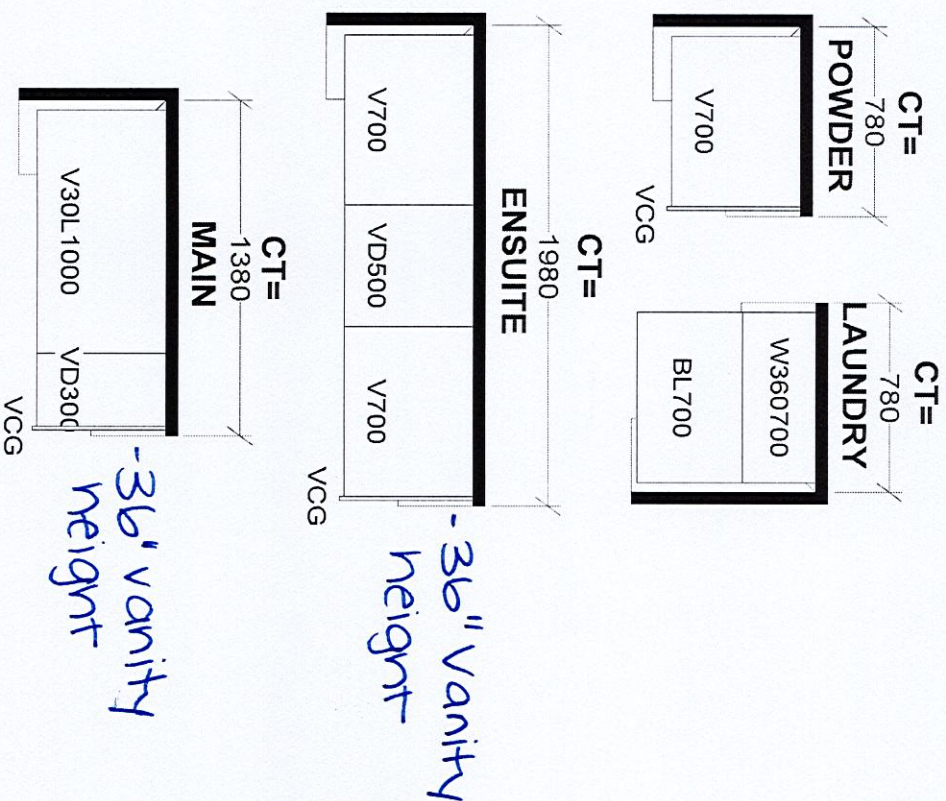 CT=
780
POWDER
V700
VCG
CT=
780
LAUNDRY
W360700
BL700
CT=
1980
ENSUITE
V700
VD500
V700
VCG
-36" vanity
height
CT=
1380
MAIN
V30L1000
VD300
VCG
-36" vanity
height